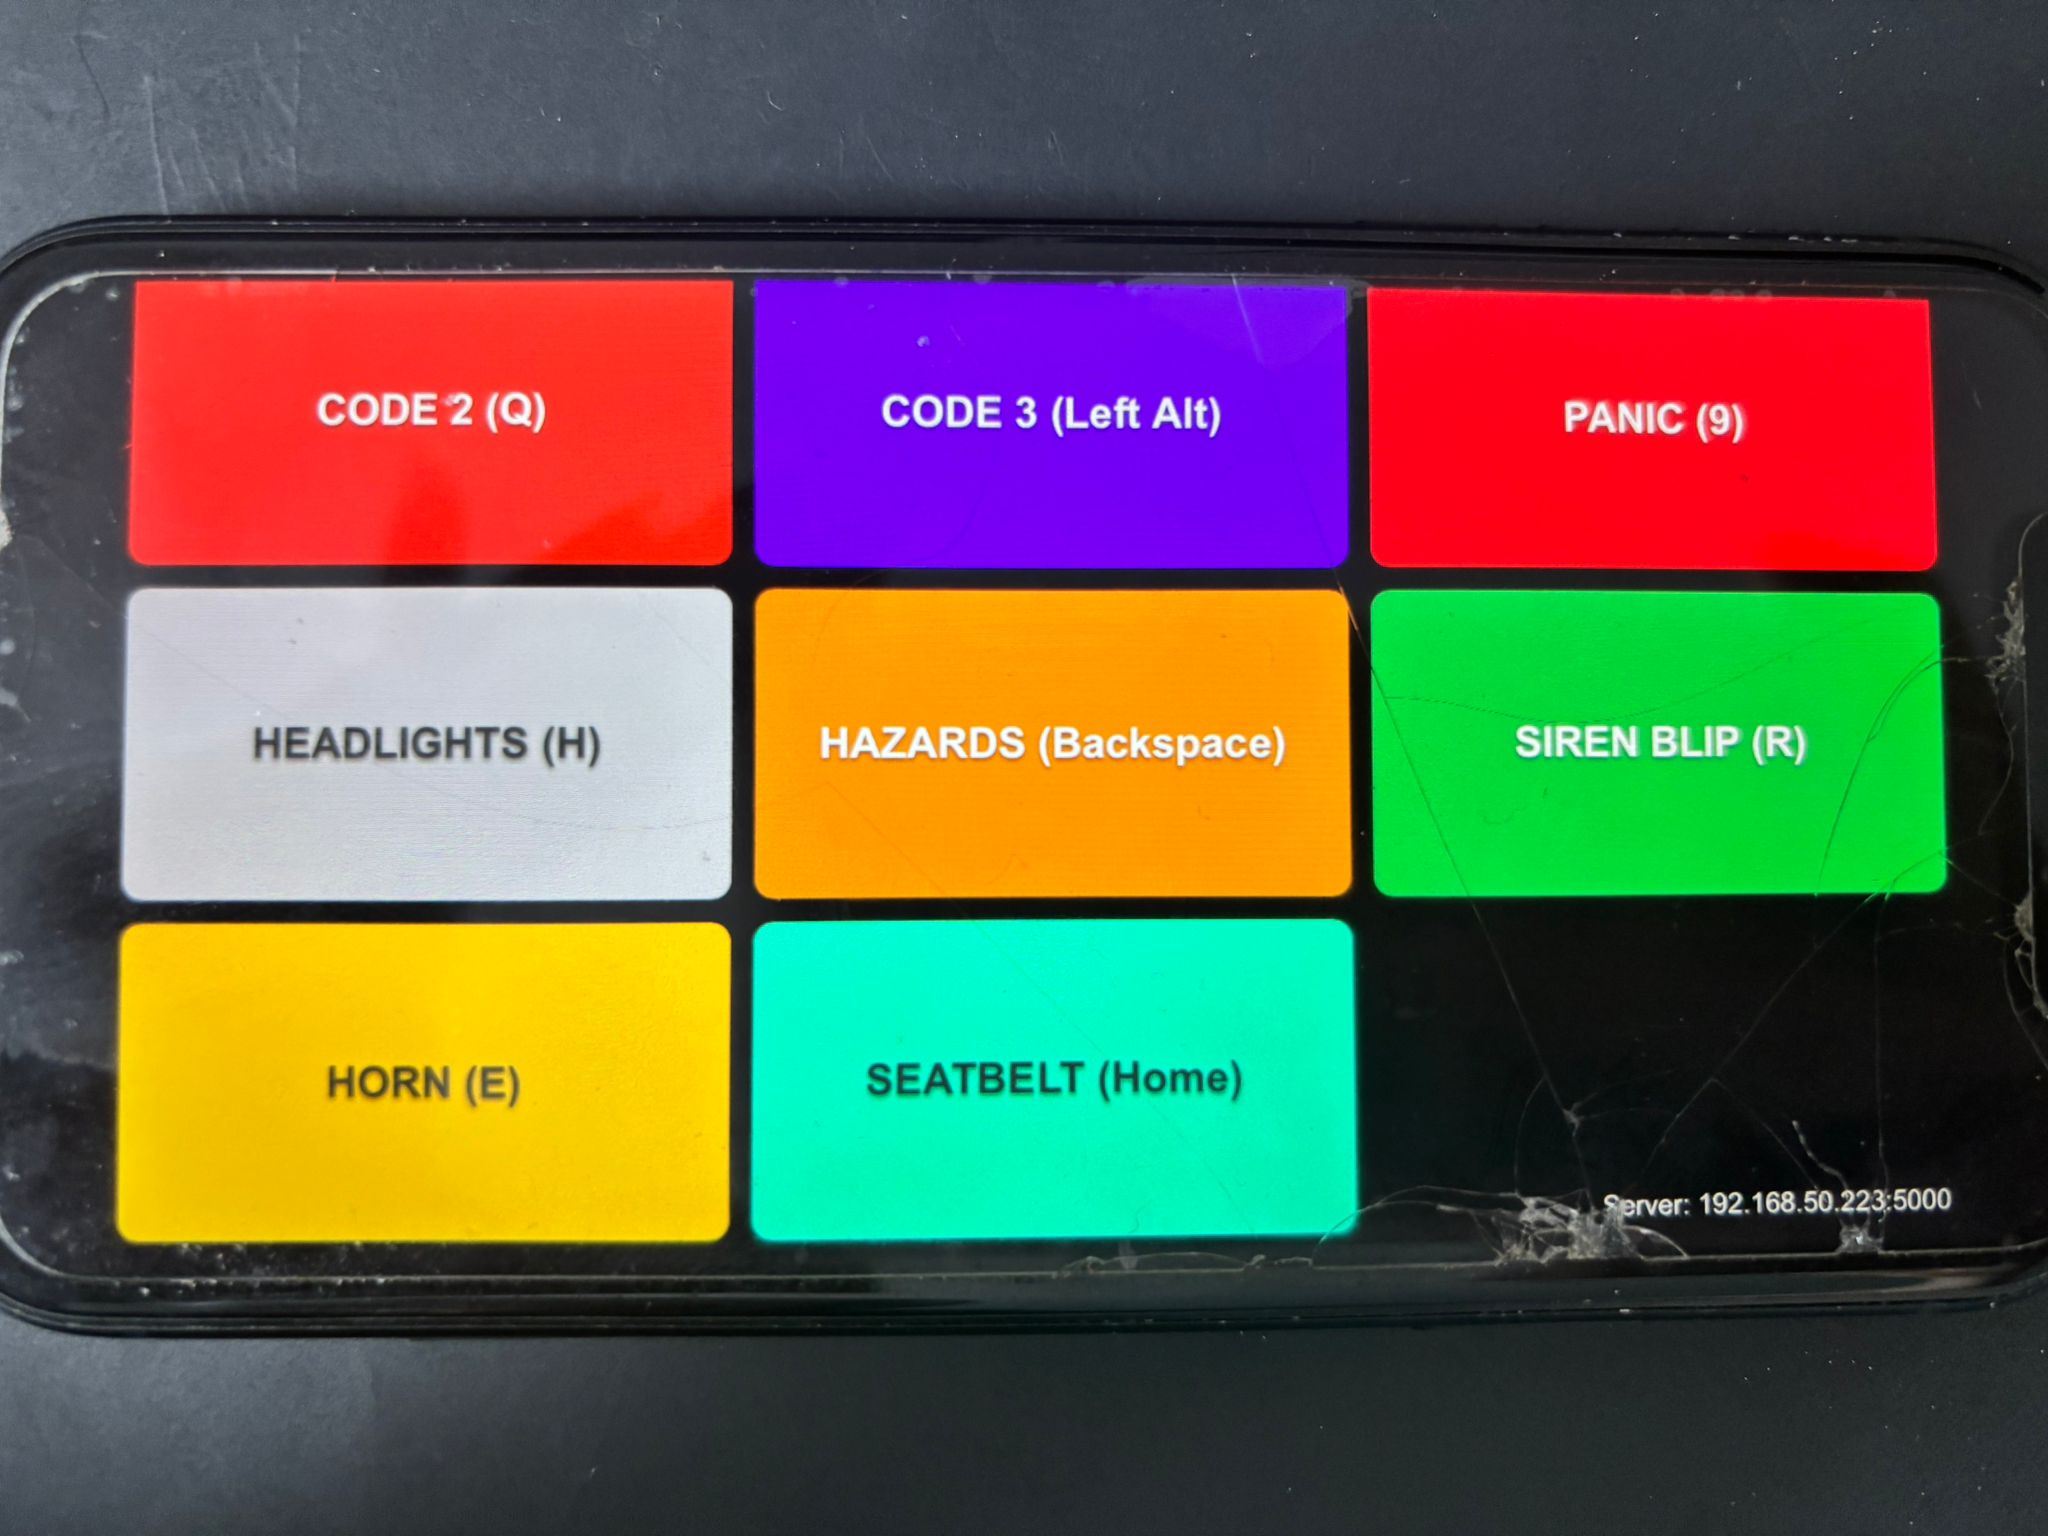 CODE 2 (Q)
CODE 3 (Left Alt)
PANIC (9)
HEADLIGHTS (H)
HAZARDS (Backspace)
SIREN BLIP (R)
HORN (E)
SEATBELT (Home)
Server: 192.168.50.223:5000